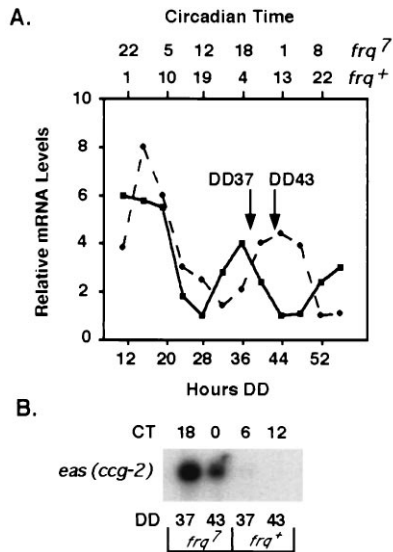 A.
Circadian Time
22 5 12 18 1 8 frq⁷
1 10 19 4 13 22 frq⁺
10
8
6
4
2
0
Relative mRNA Levels
DD37 DD43
12 20 28 36 44 52
Hours DD
B.
CT 18 0 6 12
eas (ccg-2)
DD 37 43 37 43
frq⁷ frq⁺